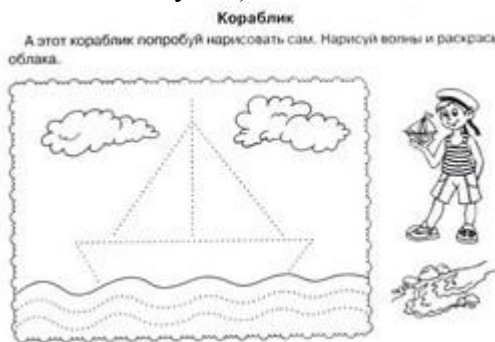 Кораблик
А этот кораблик попробуй нарисовать сам. Нарисуй волны и раскрась
облака.